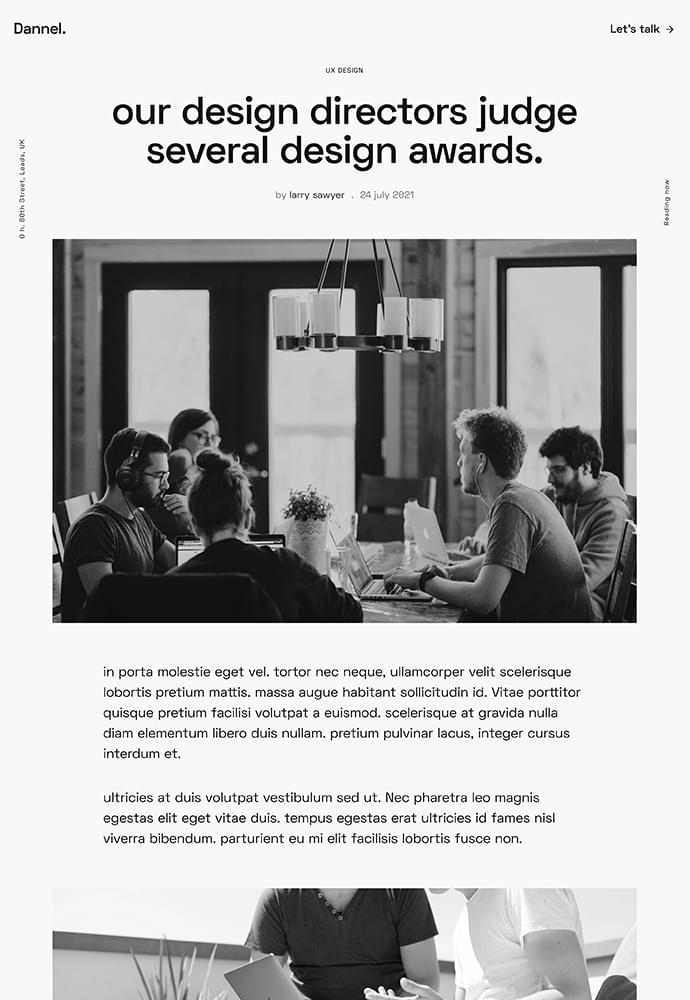 Dannel.
Let's talk →
UX DESIGN
our design directors judge
several design awards.
by larry sawyer . 24 july 2021
0 h, 80th Street, Leads, UK
Reading now
in porta molestie eget vel. tortor nec neque, ullamcorper velit scelerisque
lobortis pretium mattis. massa augue habitant sollicitudin id. Vitae porttitor
quisque pretium facilisi volutpat a euismod. scelerisque at gravida nulla
diam elementum libero duis nullam. pretium pulvinar lacus, integer cursus
interdum et.
ultricies at duis volutpat vestibulum sed ut. Nec pharetra leo magnis
egestas elit eget vitae duis. tempus egestas erat ultricies id fames nisl
viverra bibendum. parturient eu mi elit facilisis lobortis fusce non.